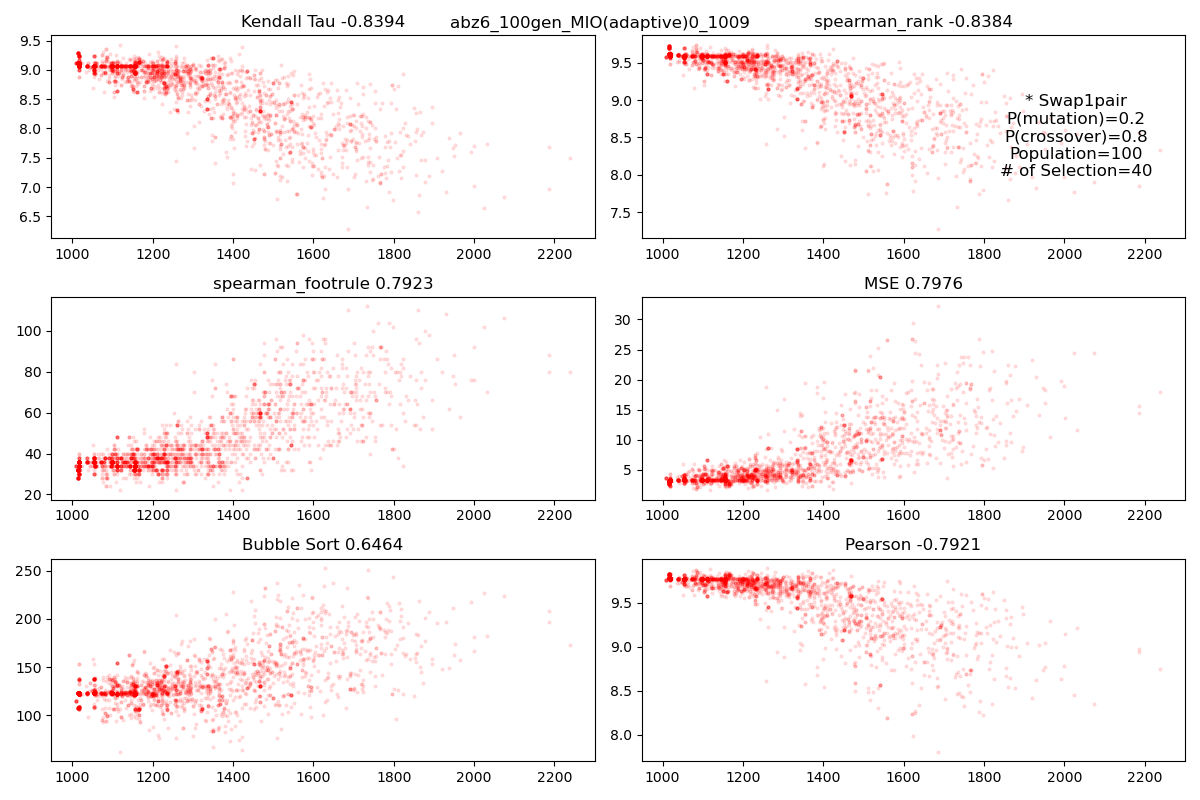 Kendall Tau -0.8394
abz6_100gen_MIO(adaptive)0_1009
spearman_rank -0.8384
9.5
9.0
8.5
8.0
7.5
7.0
6.5
1000 1200 1400 1600 1800 2000 2200
9.5
9.0
8.5
8.0
7.5
* Swap1pair
P(mutation)=0.2
P(crossover)=0.8
Population=100
# of Selection=40
1000 1200 1400 1600 1800 2000 2200
spearman_footrule 0.7923
100
80
60
40
20
1000 1200 1400 1600 1800 2000 2200
MSE 0.7976
30
25
20
15
10
5
1000 1200 1400 1600 1800 2000 2200
Bubble Sort 0.6464
250
200
150
100
1000 1200 1400 1600 1800 2000 2200
Pearson -0.7921
9.5
9.0
8.5
8.0
1000 1200 1400 1600 1800 2000 2200